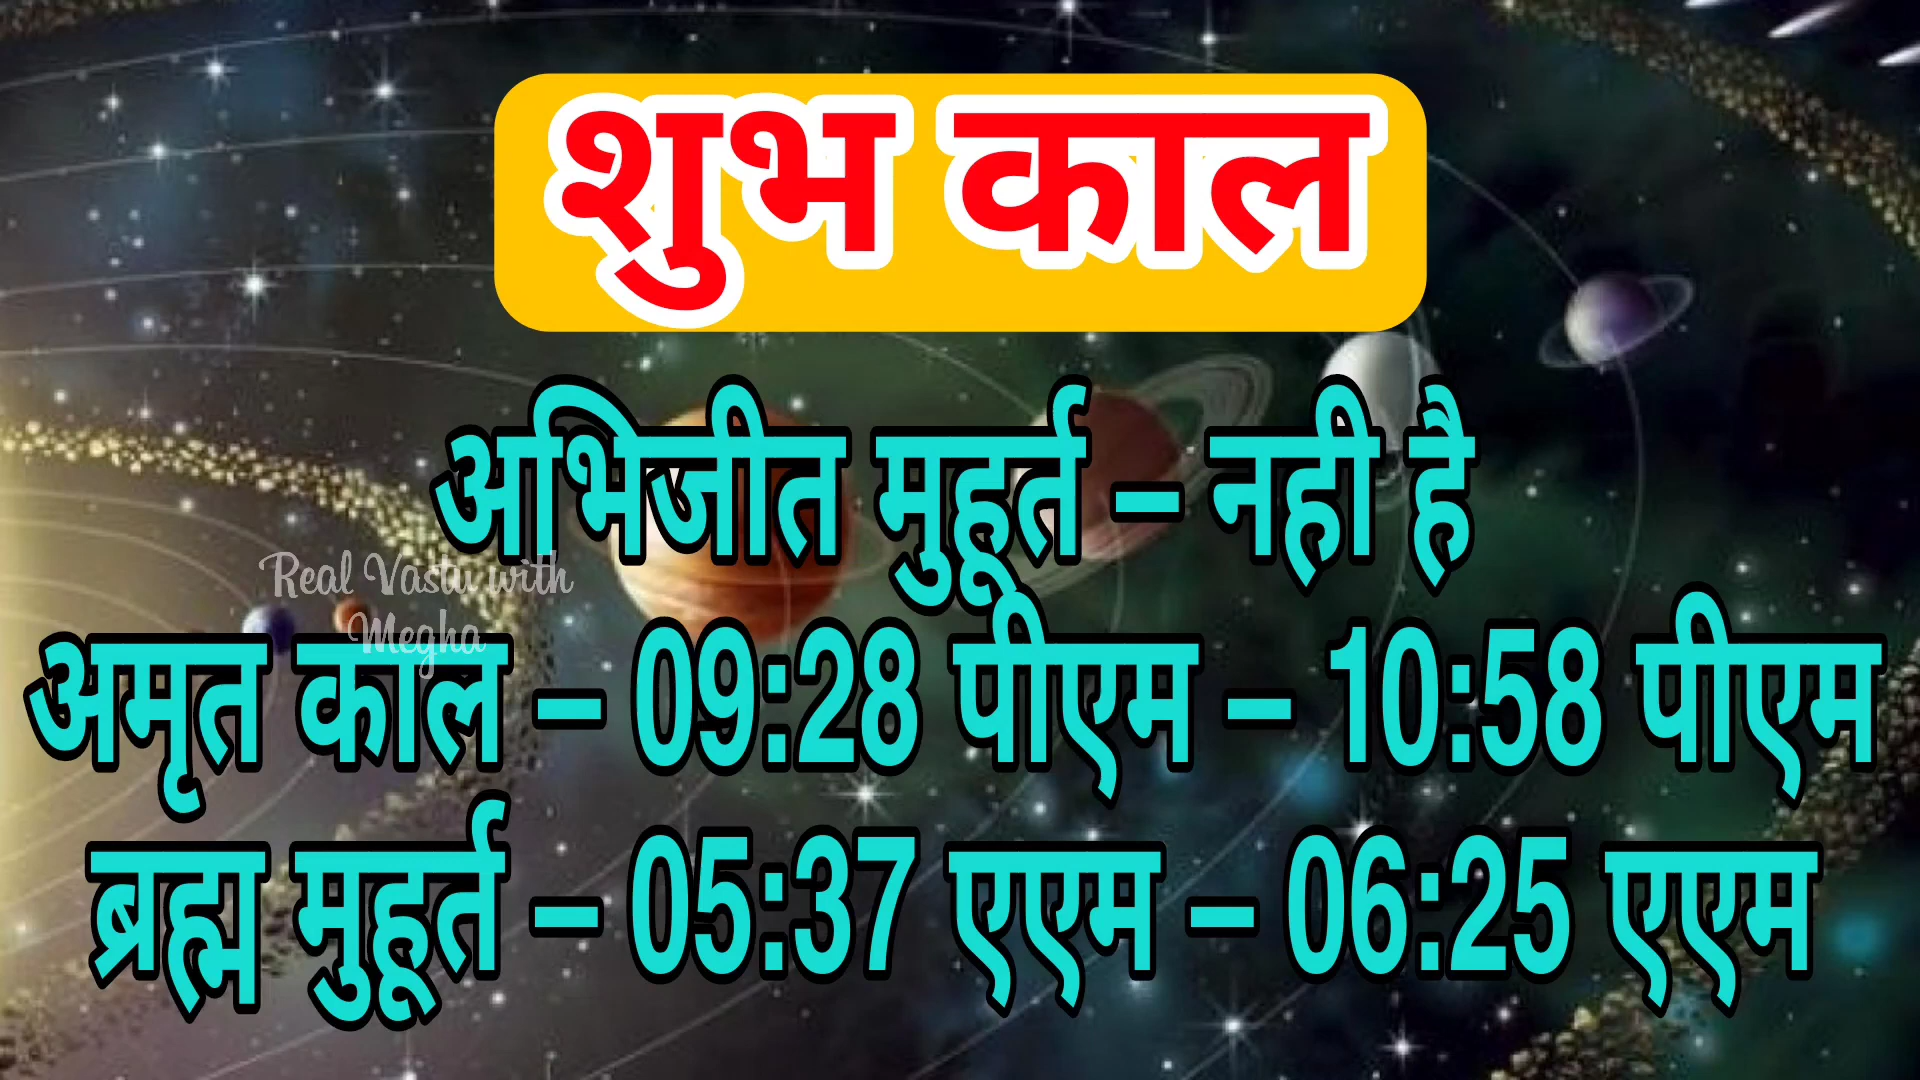 शुभ काल
अभिजीत मुहूर्त – नही है
Real Vastu with
Megha
अमृत काल – 09:28 पीएम – 10:58 पीएम
ब्रह्म मुहूर्त – 05:37 एएम – 06:25 एएम